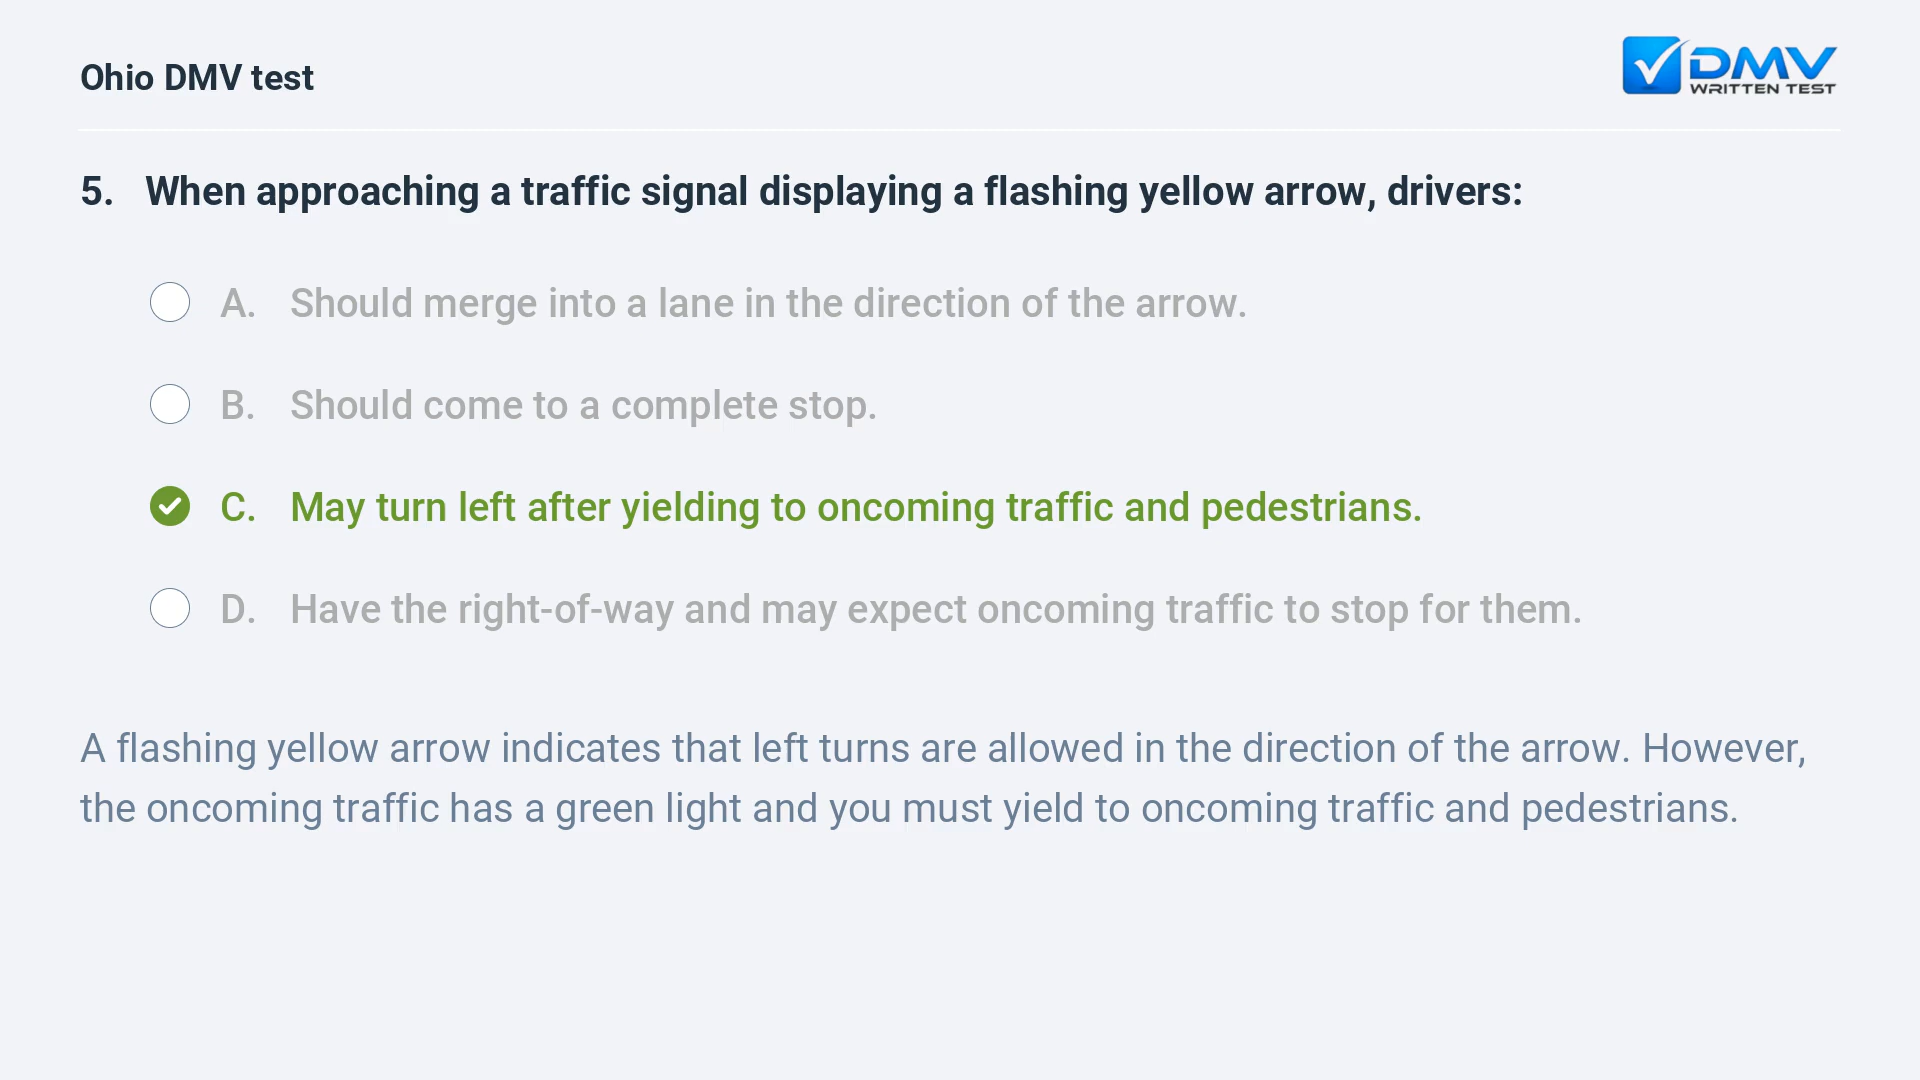 Ohio DMV test
DMV
WRITTEN TEST
5. When approaching a traffic signal displaying a flashing yellow arrow, drivers:
A. Should merge into a lane in the direction of the arrow.
B. Should come to a complete stop.
C. May turn left after yielding to oncoming traffic and pedestrians.
D. Have the right-of-way and may expect oncoming traffic to stop for them.
A flashing yellow arrow indicates that left turns are allowed in the direction of the arrow. However,
the oncoming traffic has a green light and you must yield to oncoming traffic and pedestrians.